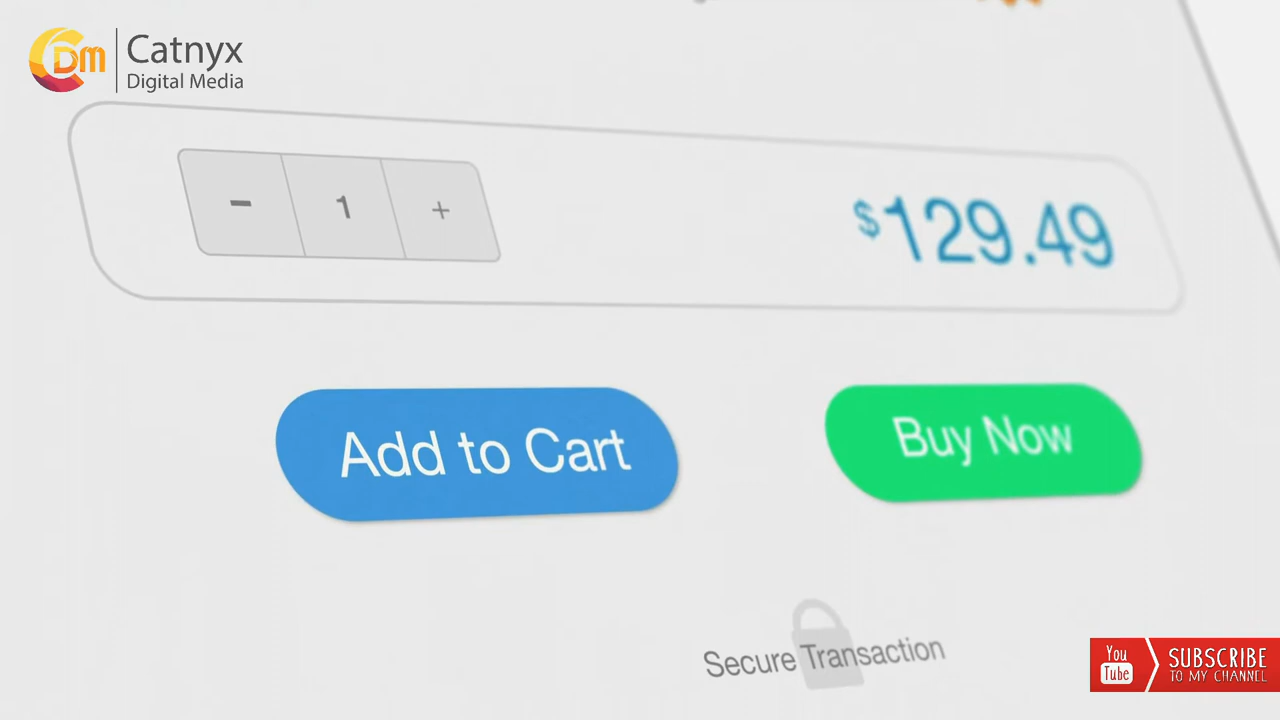 CDm
Catnyx
Digital Media
- 1 +
$129.49
Add to Cart
Buy Now
Secure Transaction
You
Tube
SUBSCRIBE
TO MY CHANNEL